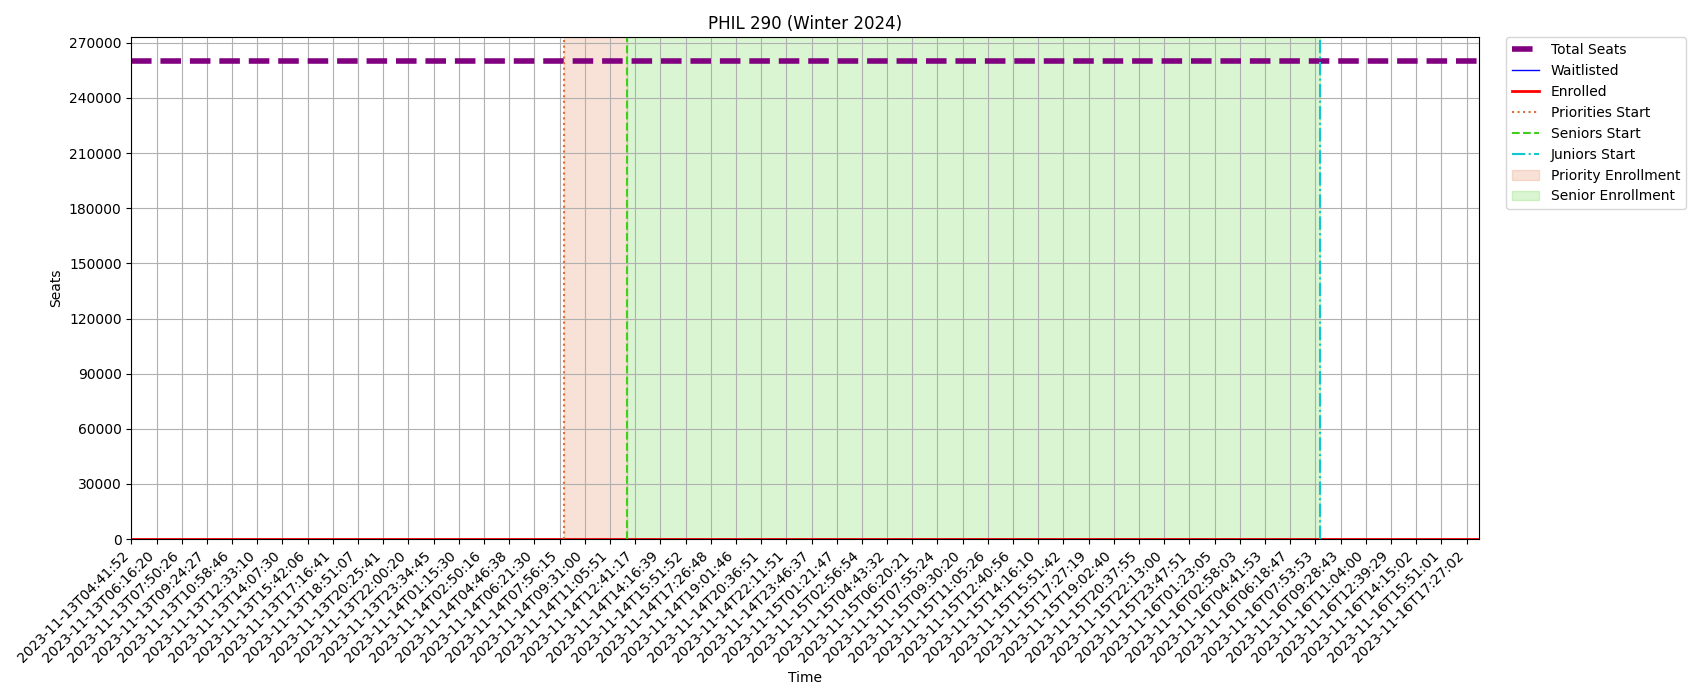 PHIL 290 (Winter 2024)
270000
240000
210000
180000
150000
120000
90000
60000
30000
0
Seats
2023-11-13T04:41:52
2023-11-13T06:16:20
2023-11-13T07:50:26
2023-11-13T09:24:27
2023-11-13T10:58:46
2023-11-13T12:33:10
2023-11-13T14:07:30
2023-11-13T15:42:06
2023-11-13T17:16:41
2023-11-13T18:51:07
2023-11-13T20:25:41
2023-11-13T22:00:20
2023-11-13T23:34:45
2023-11-14T01:15:30
2023-11-14T02:50:16
2023-11-14T04:46:38
2023-11-14T06:21:30
2023-11-14T07:56:15
2023-11-14T09:31:00
2023-11-14T11:05:51
2023-11-14T12:41:17
2023-11-14T14:16:39
2023-11-14T15:51:52
2023-11-14T17:26:48
2023-11-14T19:01:46
2023-11-14T20:36:51
2023-11-14T22:11:51
2023-11-14T23:46:37
2023-11-15T01:21:47
2023-11-15T02:56:54
2023-11-15T04:43:32
2023-11-15T06:20:21
2023-11-15T07:55:24
2023-11-15T09:30:20
2023-11-15T11:05:26
2023-11-15T12:40:56
2023-11-15T14:16:10
2023-11-15T15:51:42
2023-11-15T17:27:19
2023-11-15T19:02:40
2023-11-15T20:37:55
2023-11-15T22:13:00
2023-11-15T23:47:51
2023-11-16T01:23:05
2023-11-16T02:58:03
2023-11-16T04:41:53
2023-11-16T06:18:47
2023-11-16T07:53:53
2023-11-16T09:28:43
2023-11-16T11:04:00
2023-11-16T12:39:29
2023-11-16T14:15:02
2023-11-16T15:51:01
2023-11-16T17:27:02
Time
Total Seats
Waitlisted
Enrolled
Priorities Start
Seniors Start
Juniors Start
Priority Enrollment
Senior Enrollment